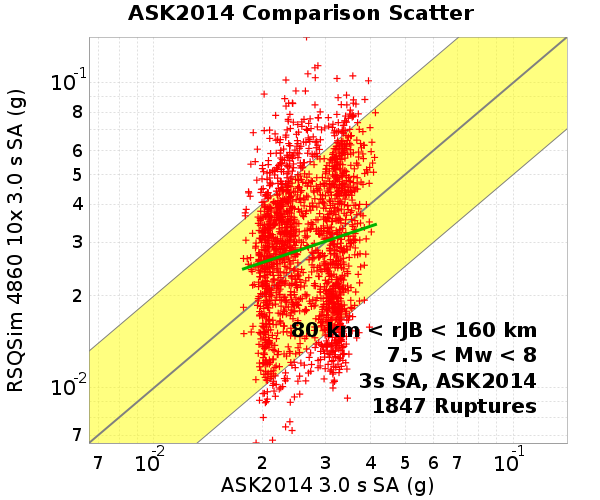 ASK2014 Comparison Scatter
RSQSim 4860 10x 3.0 s SA (g)
10-1
8
6
5
4
3
2
10-2
7
80 km < rJB < 160 km
7.5 < Mw < 8
3s SA, ASK2014
1847 Ruptures
7 10-2 2 3 4 5 6 7 10-1
ASK2014 3.0 s SA (g)